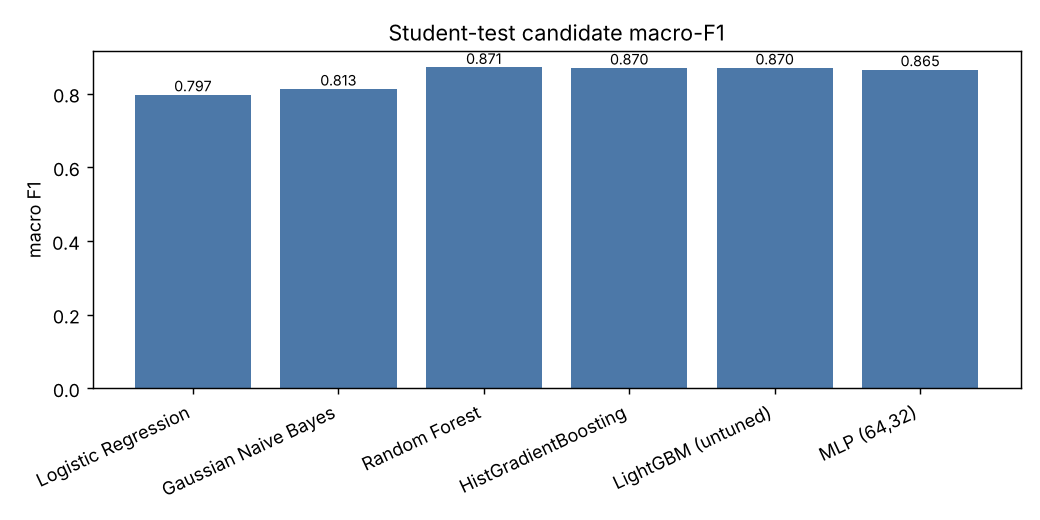 Student-test candidate macro-F1
macro F1
0.8
0.6
0.4
0.2
0.0
0.797
0.813
0.871
0.870
0.870
0.865
Logistic Regression
Gaussian Naive Bayes
Random Forest
HistGradientBoosting
LightGBM (untuned)
MLP (64,32)